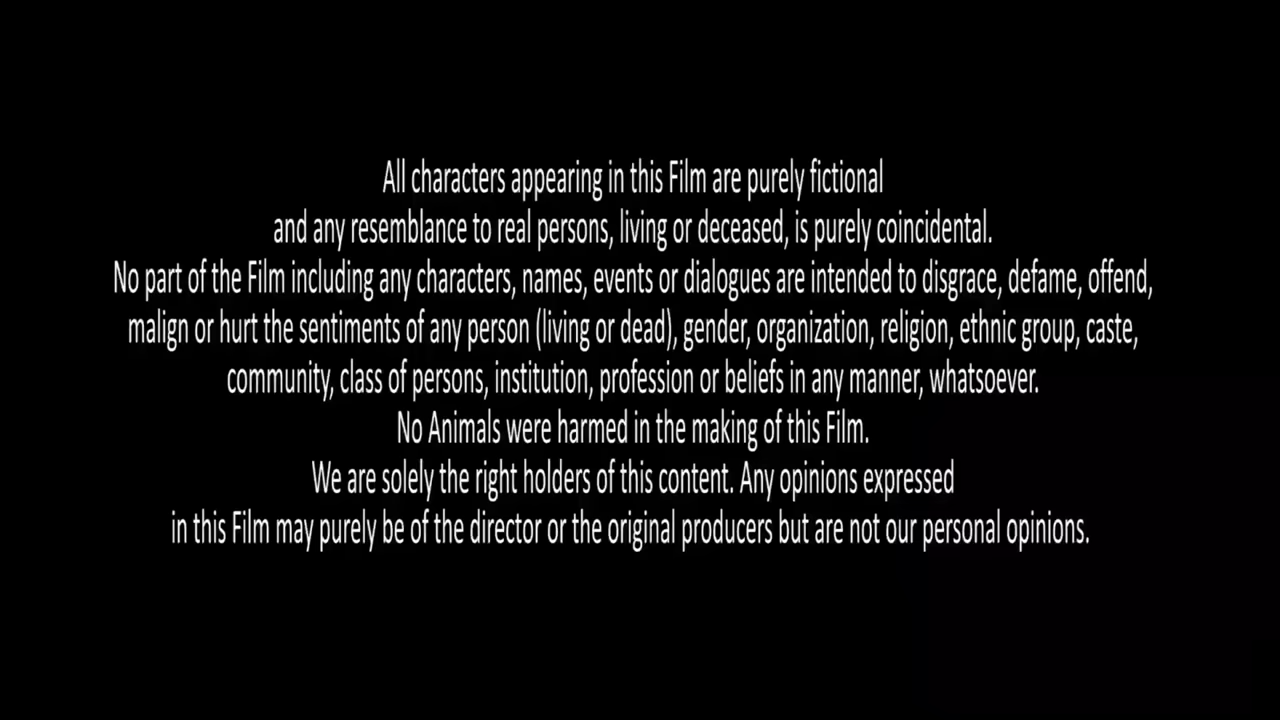 All characters appearing in this Film are purely fictional
and any resemblance to real persons, living or deceased, is purely coincidental.
No part of the Film including any characters, names, events or dialogues are intended to disgrace, defame, offend,
malign or hurt the sentiments of any person (living or dead), gender, organization, religion, ethnic group, caste,
community, class of persons, institution, profession or beliefs in any manner, whatsoever.
No Animals were harmed in the making of this Film.
We are solely the right holders of this content. Any opinions expressed
in this Film may purely be of the director or the original producers but are not our personal opinions.